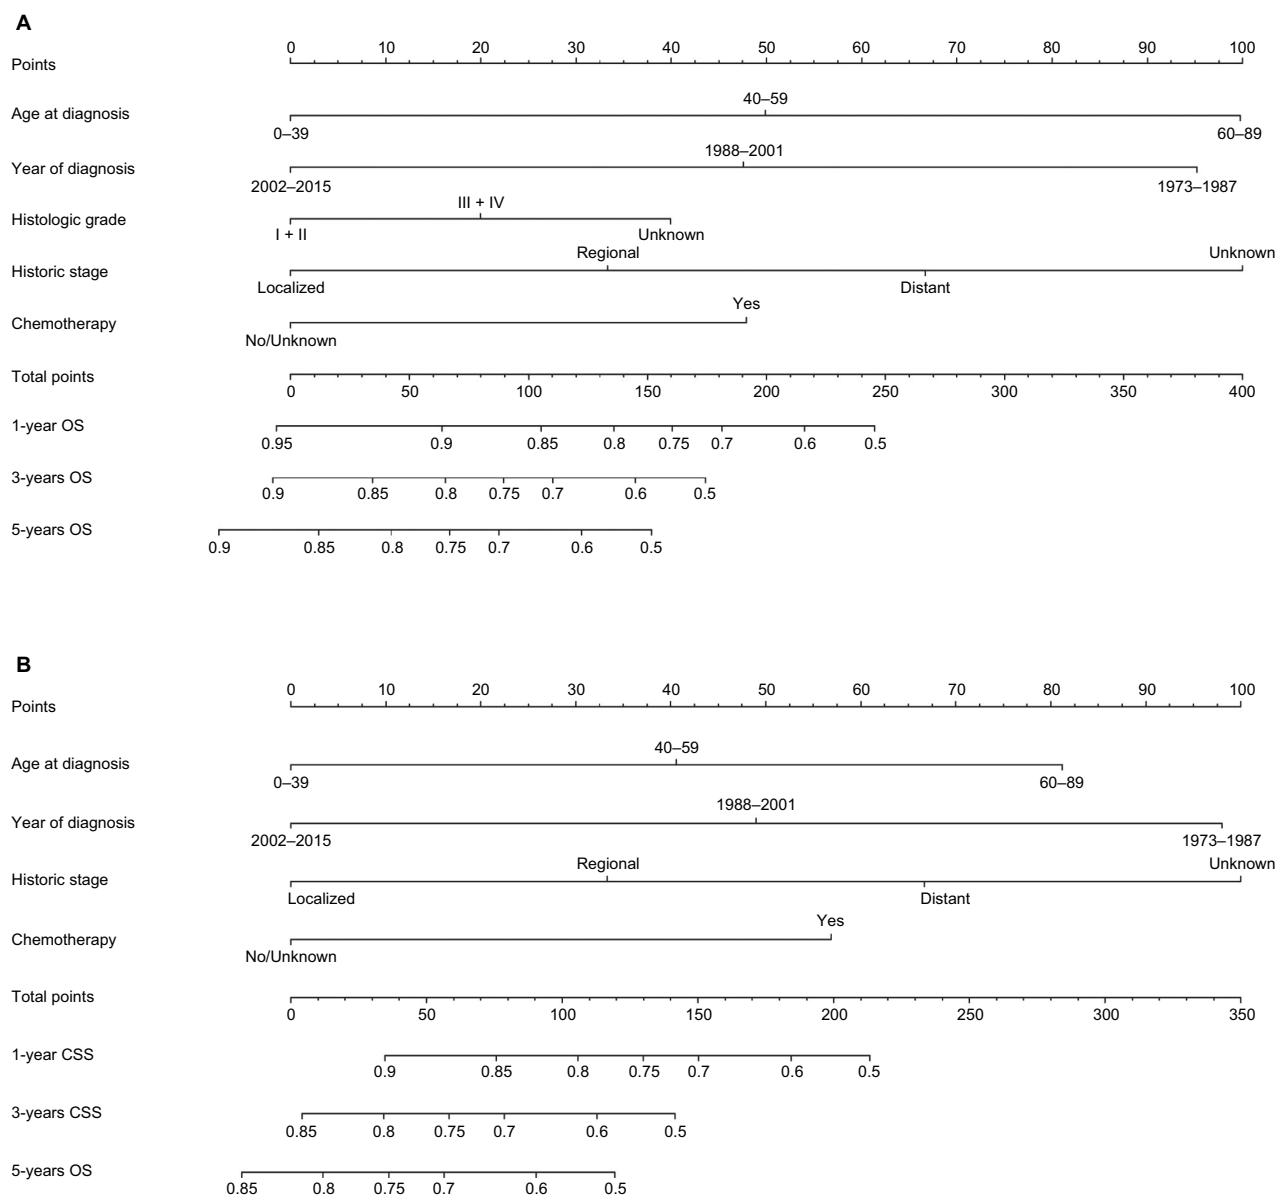 A
0 10 20 30 40 50 60 70 80 90 100
Points
40–59
Age at diagnosis
0–39 60–89
1988–2001
Year of diagnosis
2002–2015 1973–1987
III + IV
Histologic grade
I + II Unknown
Regional Unknown
Historic stage
Localized Distant
Yes
Chemotherapy
No/Unknown
Total points
0 50 100 150 200 250 300 350 400
1-year OS
0.95 0.9 0.85 0.8 0.75 0.7 0.6 0.5
3-years OS
0.9 0.85 0.8 0.75 0.7 0.6 0.5
5-years OS
0.9 0.85 0.8 0.75 0.7 0.6 0.5
B
0 10 20 30 40 50 60 70 80 90 100
Points
40–59
Age at diagnosis
0–39 60–89
1988–2001
Year of diagnosis
2002–2015 1973–1987
Regional Unknown
Historic stage
Localized Distant
Yes
Chemotherapy
No/Unknown
Total points
0 50 100 150 200 250 300 350
1-year CSS
0.9 0.85 0.8 0.75 0.7 0.6 0.5
3-years CSS
0.85 0.8 0.75 0.7 0.6 0.5
5-years OS
0.85 0.8 0.75 0.7 0.6 0.5